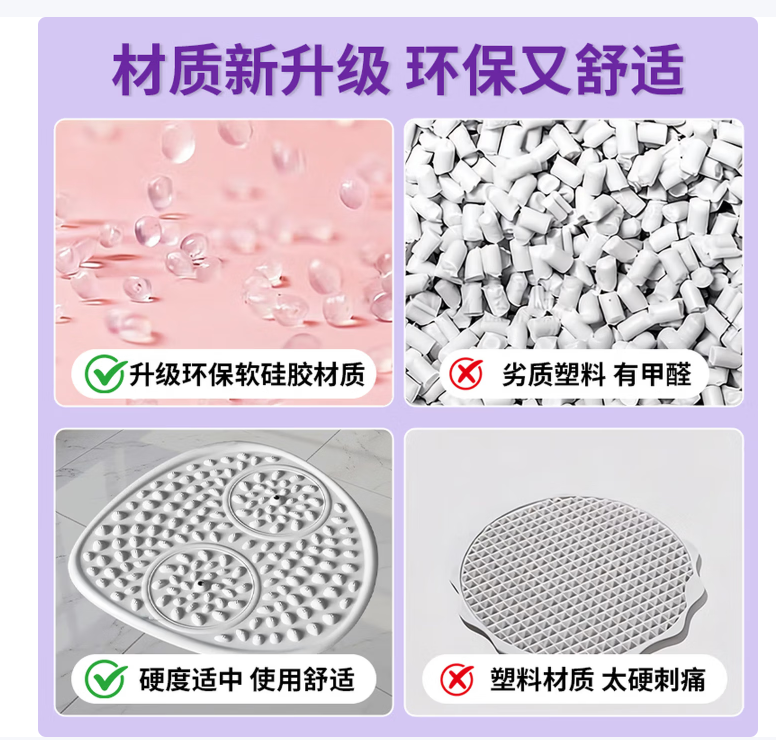 材质新升级 环保又舒适
升级环保软硅胶材质
劣质塑料 有甲醛
硬度适中 使用舒适
塑料材质 太硬刺痛